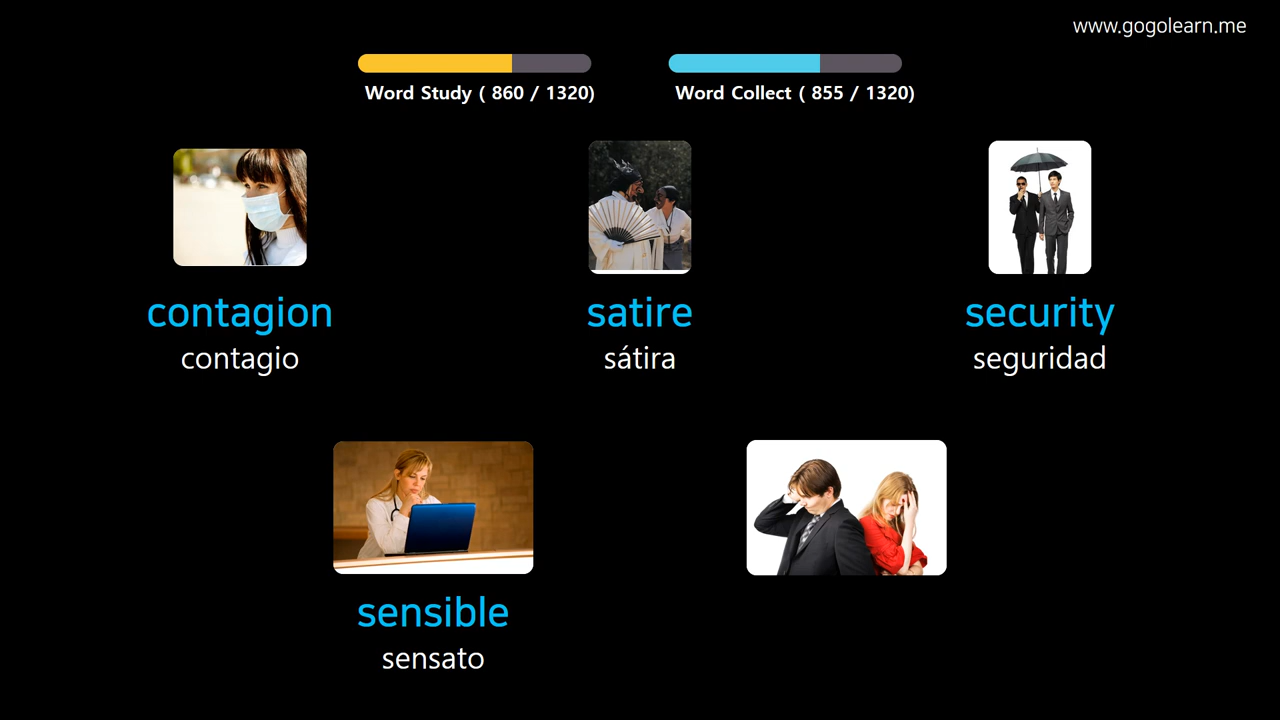 www.gogolearn.me
Word Study ( 860 / 1320)
Word Collect ( 855 / 1320)
contagion
contagio
satire
sátira
security
seguridad
sensible
sensato